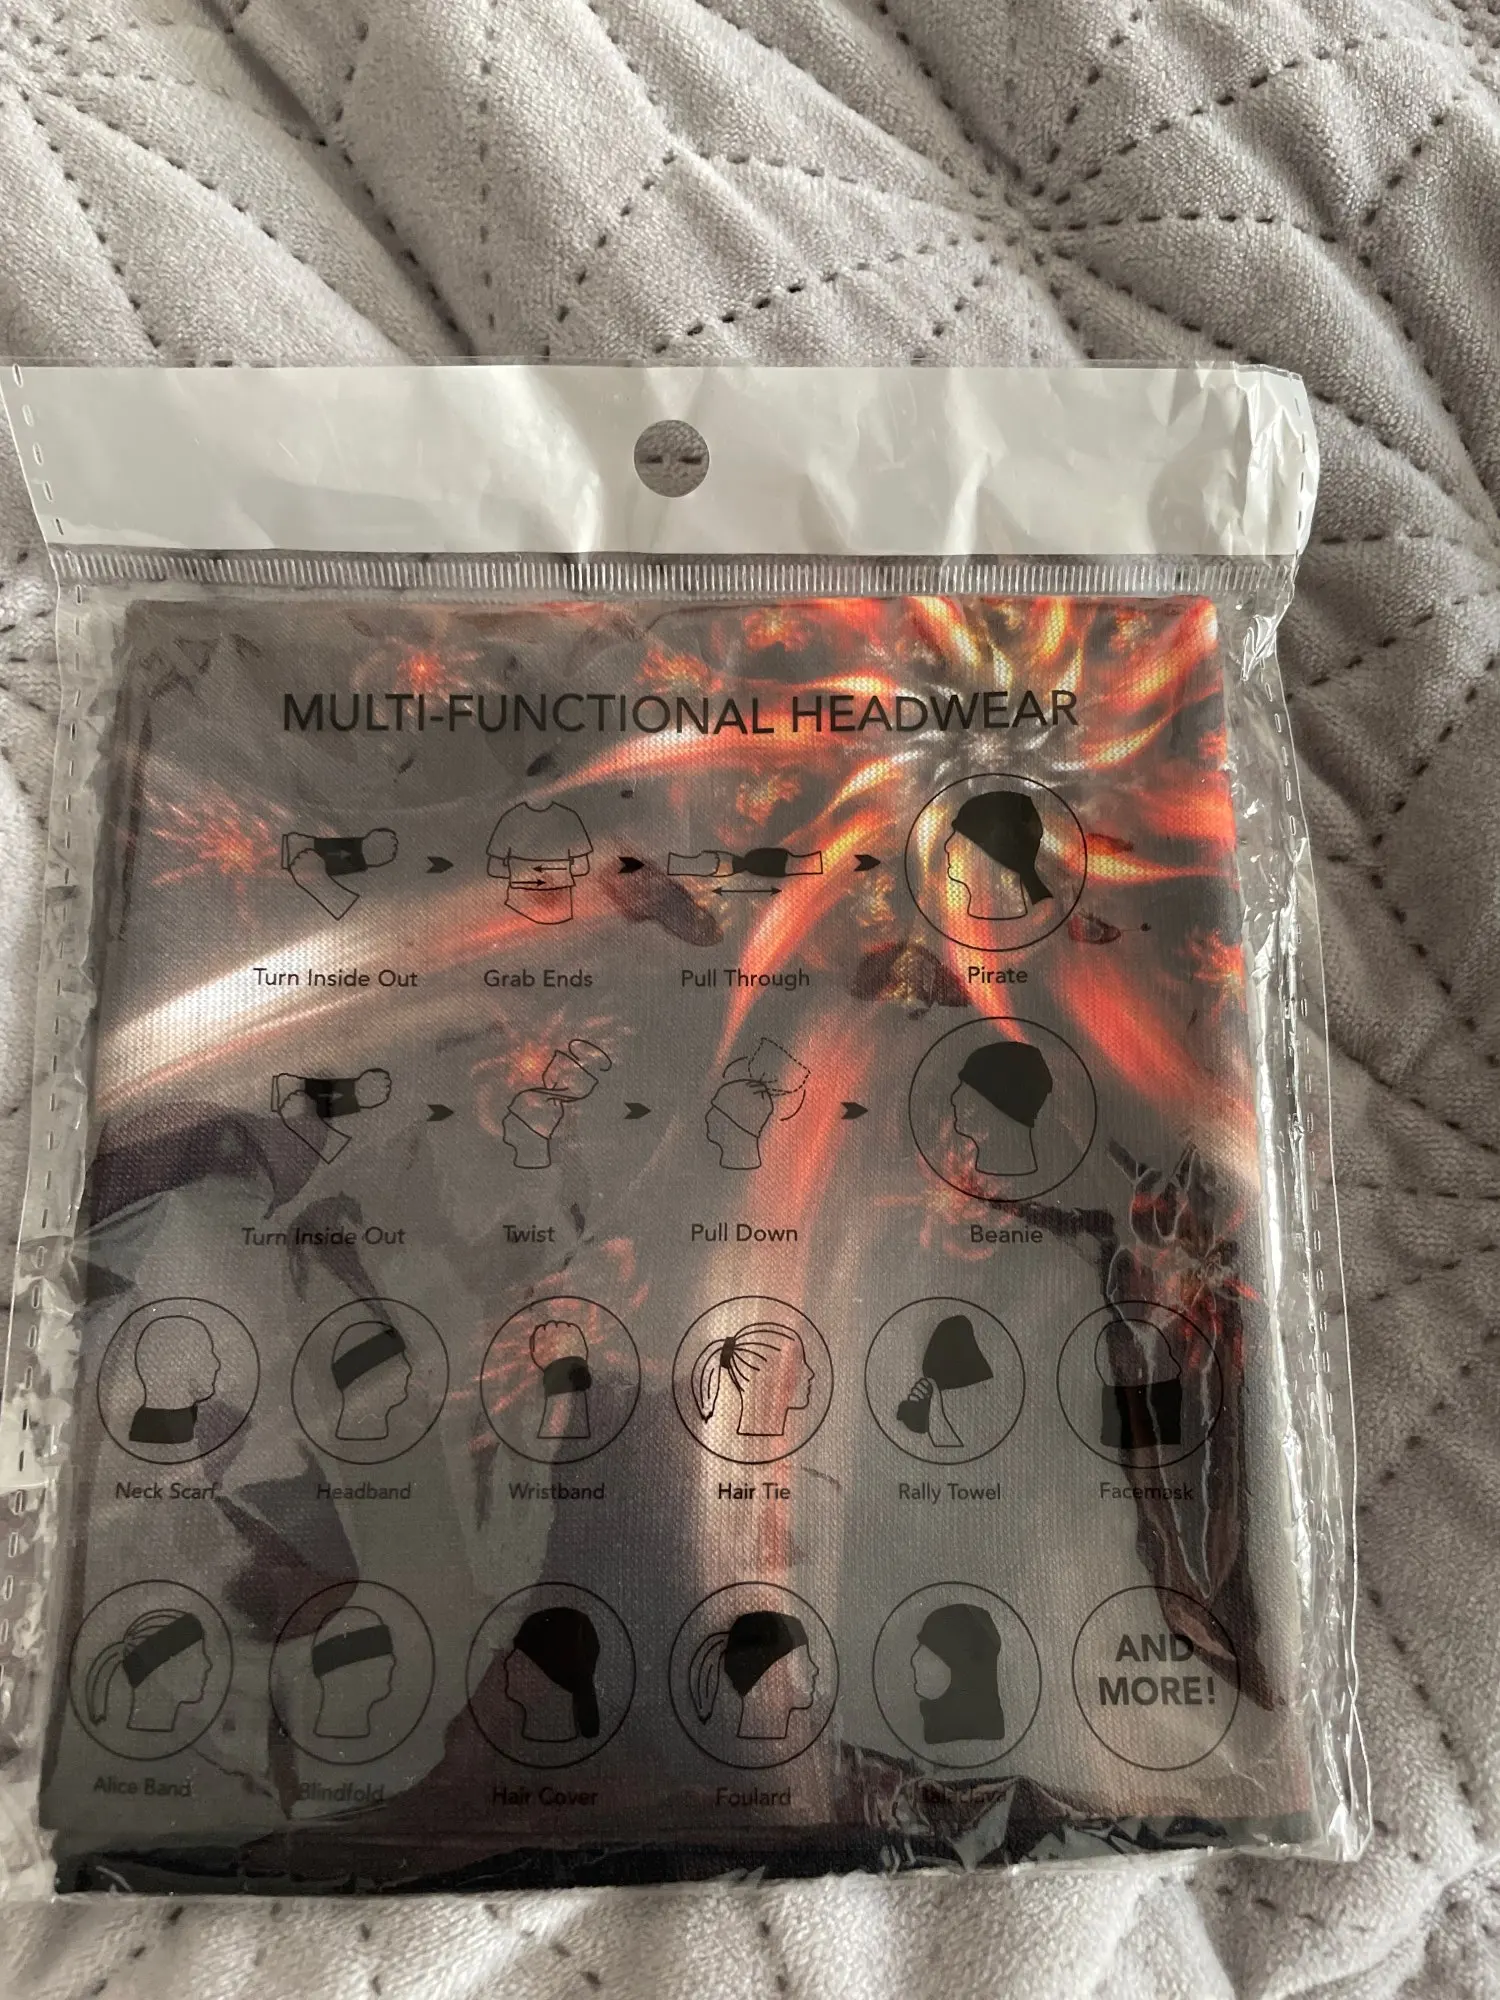 MULTI-FUNCTIONAL HEADWEAR
Turn Inside Out Grab Ends Pull Through Pirate
Turn Inside Out Twist Pull Down Beanie
Neck Scarf Headband Wristband Hair Tie Rally Towel Facemask
AND
MORE!
Alice Band Blindfold Hair Cover Foulard Balaclava